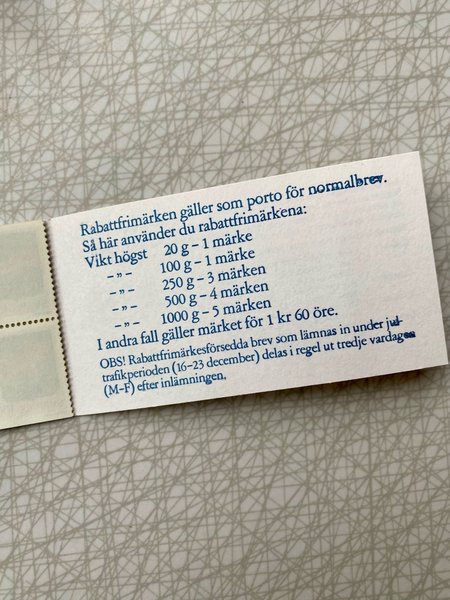 Rabattfrimärken gäller som porto för normalbrev.
Så här använder du rabattfrimärkena:
Vikt högst 20 g – 1 märke
– " – 100 g – 1 märke
– " – 250 g – 3 märken
– " – 500 g – 4 märken
– " – 1000 g – 5 märken
I andra fall gäller märket för 1 kr 60 öre.
OBS! Rabattfrimärkesförsedda brev som lämnas in under jul-
trafikperioden (16–23 december) delas i regel ut tredje vardagen
(M–F) efter inlämningen.